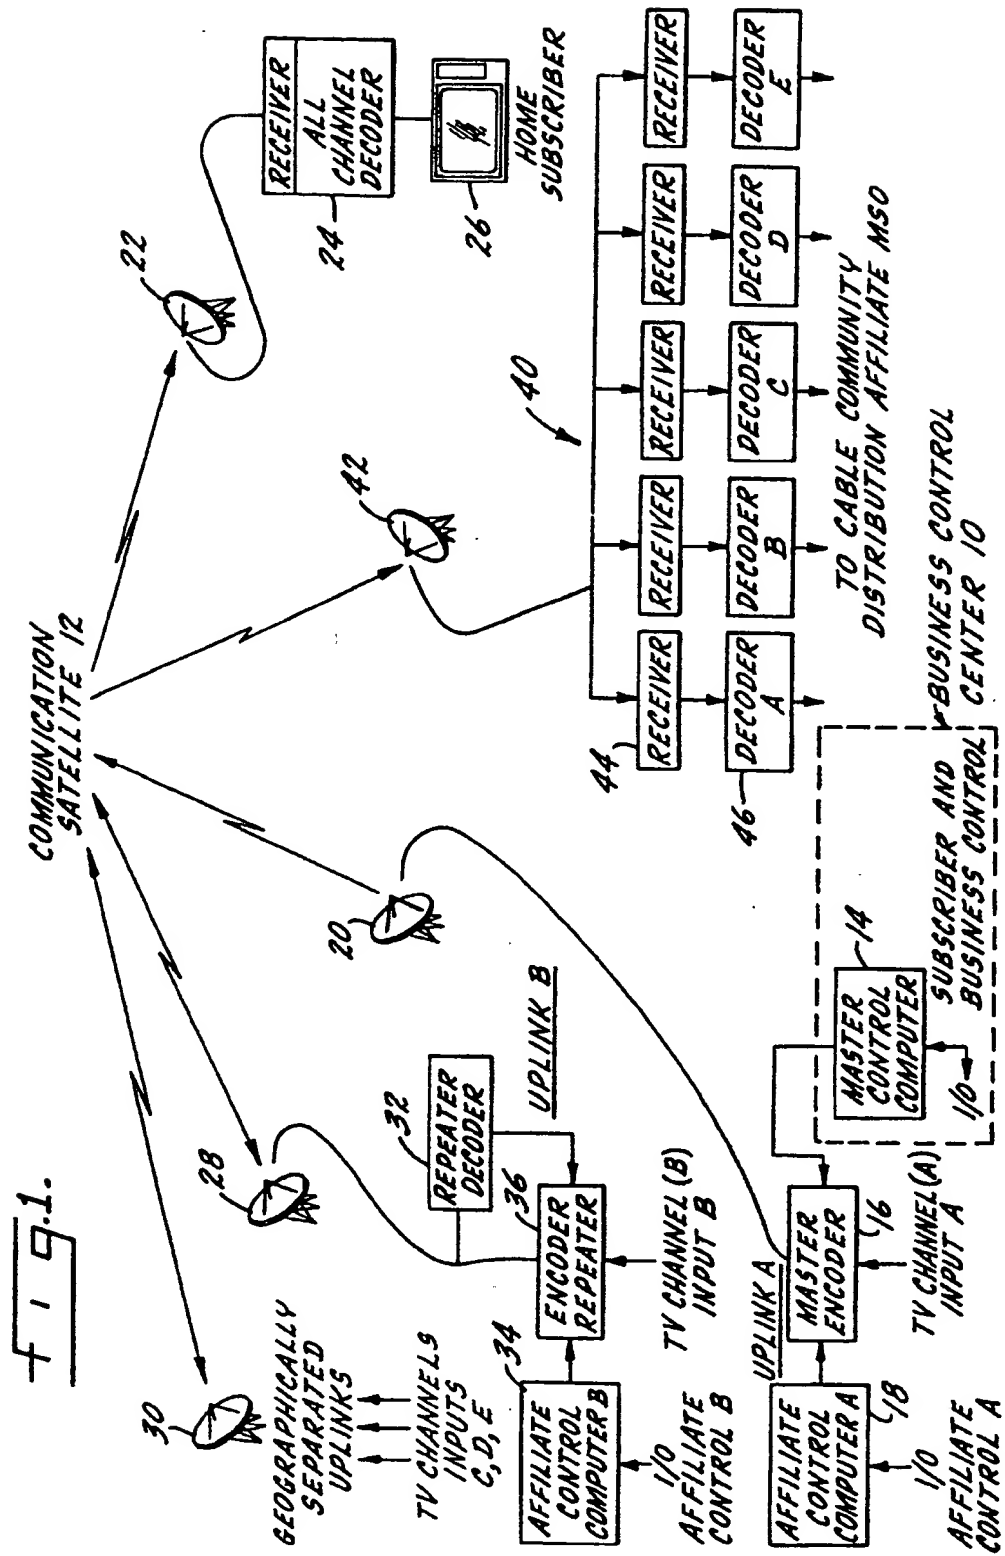 Fig.1.
COMMUNICATION
SATELLITE 12
30
28
20
42
22
GEOGRAPHICALLY
SEPARATED
UPLINKS
TV CHANNELS
INPUTS
C, D, E
RECEIVER
ALL
CHANNEL
DECODER
24
26
HOME
SUBSCRIBER
32
REPEATER
DECODER
UPLINK B
34
AFFILIATE
CONTROL
COMPUTER B
36
ENCODER
REPEATER
I/O
AFFILIATE
CONTROL B
TV CHANNEL (B)
INPUT B
40
44
RECEIVER
RECEIVER
RECEIVER
RECEIVER
RECEIVER
46
DECODER
A
DECODER
B
DECODER
C
DECODER
D
DECODER
E
TO CABLE COMMUNITY
DISTRIBUTION AFFILIATE MSO
UPLINK A
AFFILIATE
CONTROL
COMPUTER A
18
MASTER
ENCODER
16
MASTER
CONTROL
COMPUTER
14
I/O
SUBSCRIBER AND
BUSINESS CONTROL
BUSINESS CONTROL
CENTER 10
I/O
AFFILIATE
CONTROL A
TV CHANNEL (A)
INPUT A